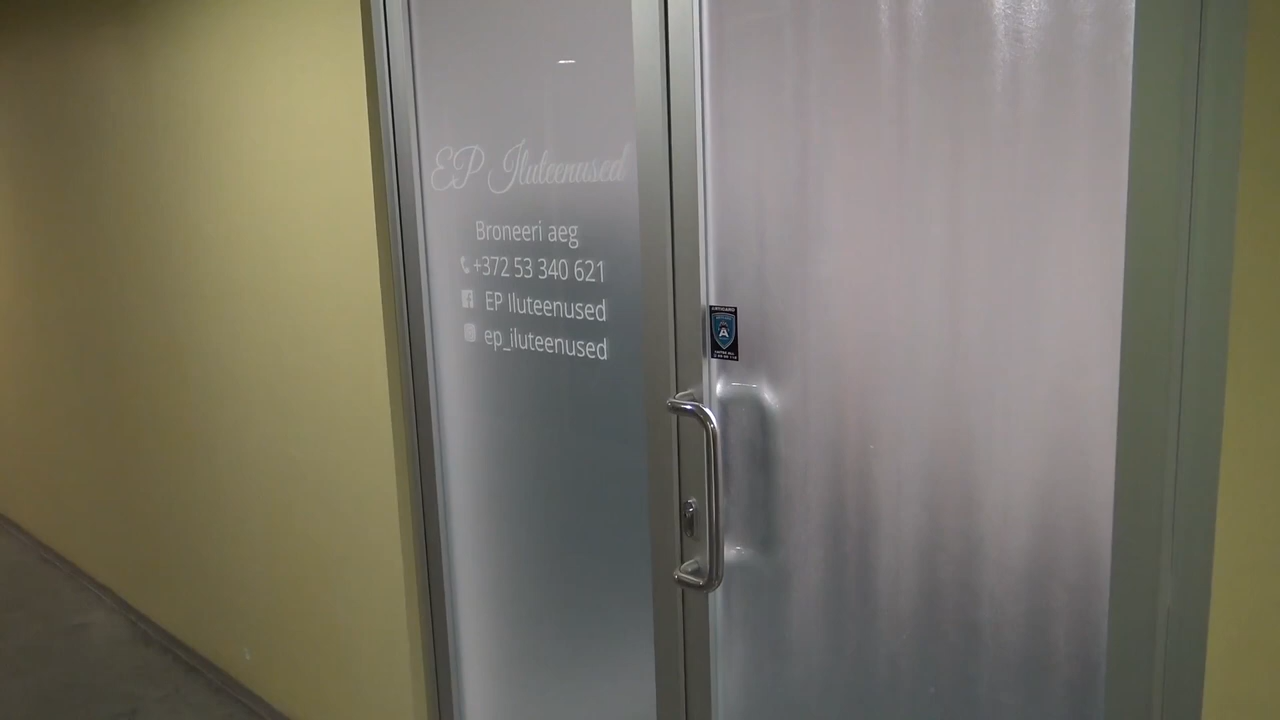 EP Iluteenused
Broneeri aeg
+372 53 340 621
EP Iluteenused
ep_iluteenused
A